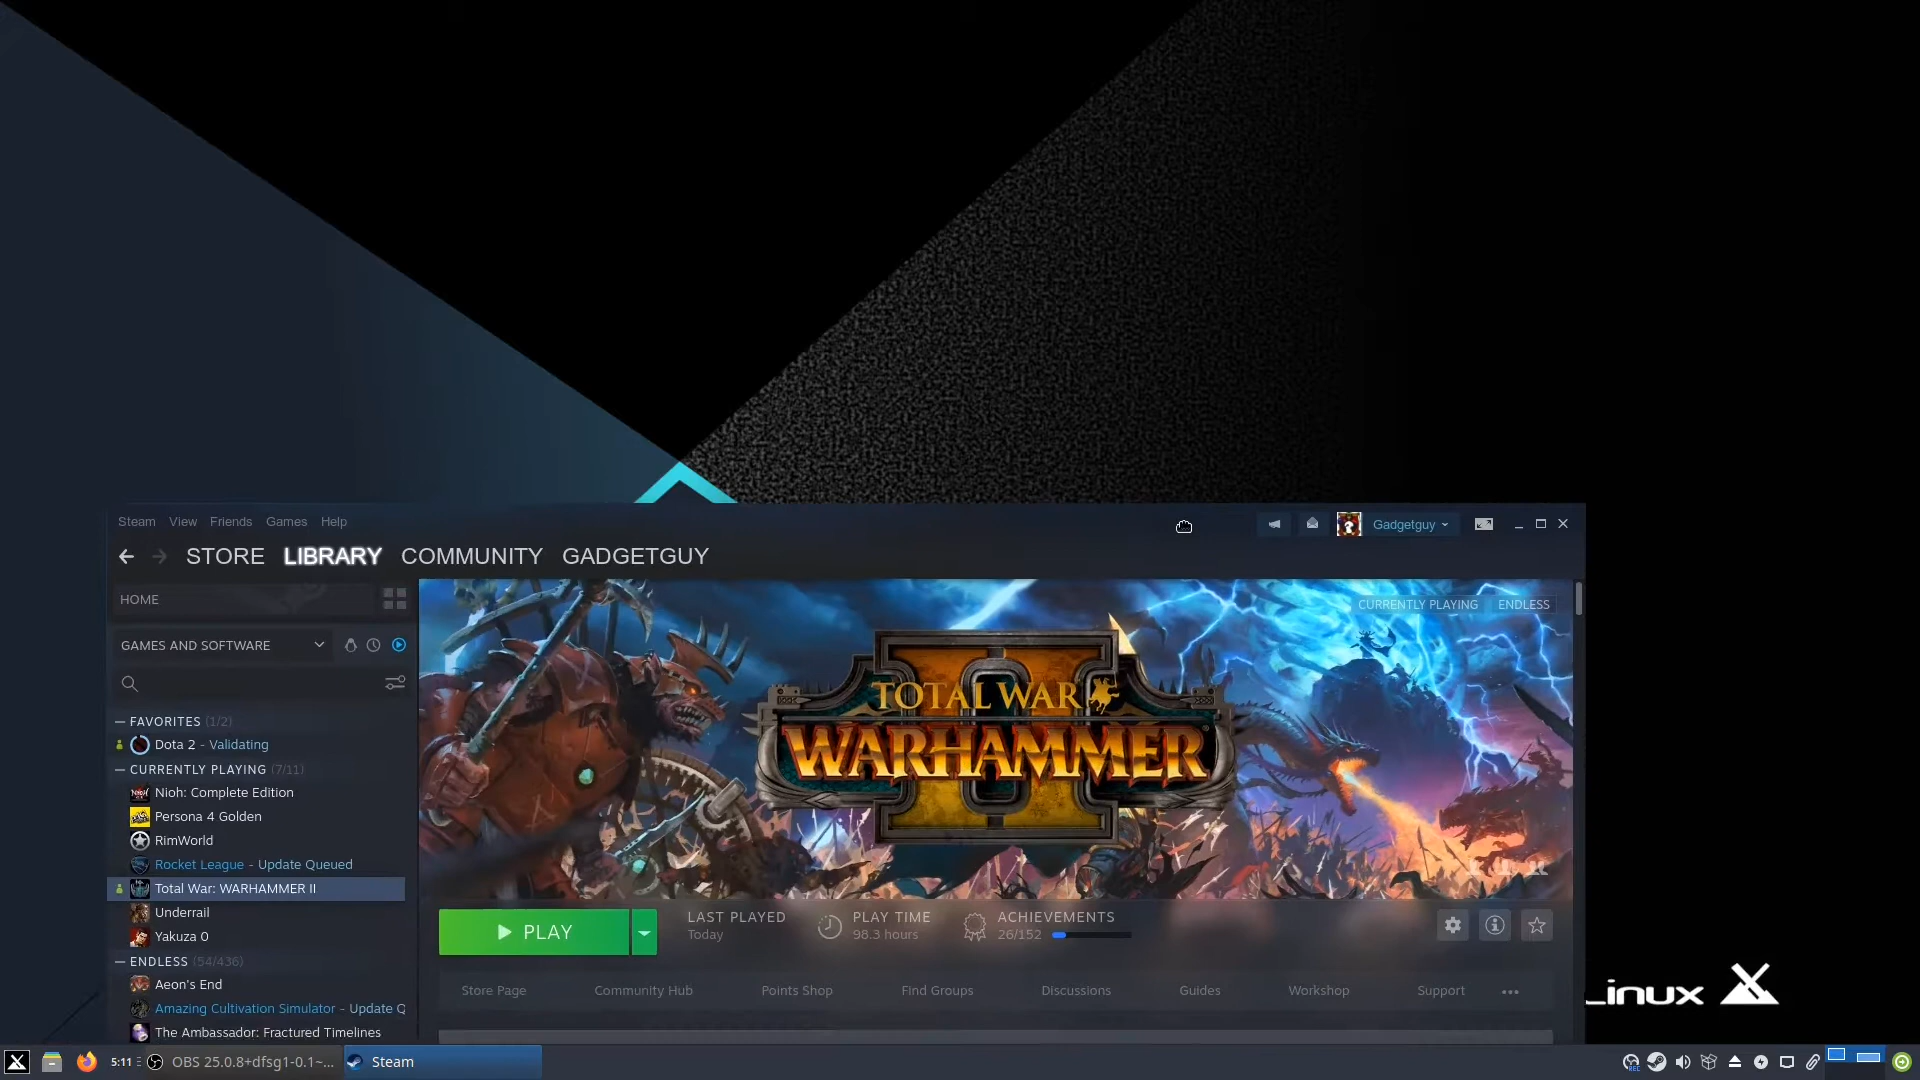 Steam View Friends Games Help
Gadgetguy
STORE LIBRARY COMMUNITY GADGETGUY
HOME
CURRENTLY PLAYING ENDLESS
GAMES AND SOFTWARE
TOTAL WAR
WARHAMMER
II
— FAVORITES (1/2)
Dota 2 - Validating
— CURRENTLY PLAYING (7/11)
Nioh: Complete Edition
Persona 4 Golden
RimWorld
Rocket League - Update Queued
Total War: WARHAMMER II
Underrail
Yakuza 0
— ENDLESS (54/436)
Aeon's End
Amazing Cultivation Simulator - Update Q
The Ambassador: Fractured Timelines
PLAY
LAST PLAYED
Today
PLAY TIME
98.3 hours
ACHIEVEMENTS
26/152
Store Page Community Hub Points Shop Find Groups Discussions Guides Workshop Support
Linux
5:11
OBS 25.0.8+dfsg1-0.1~...
Steam
REC